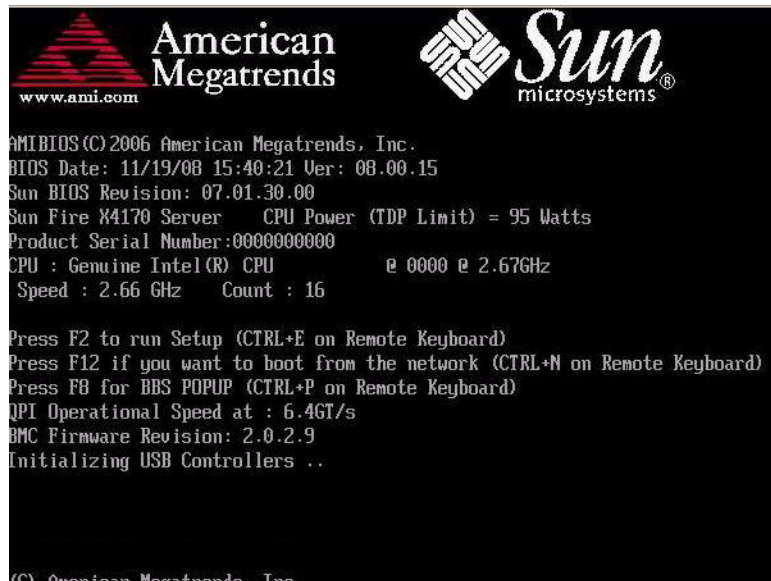 American
Megatrends
www.ami.com
Sun®
microsystems
AMIBIOS(C)2006 American Megatrends, Inc.
BIOS Date: 11/19/08 15:40:21 Ver: 08.00.15
Sun BIOS Revision: 07.01.30.00
Sun Fire X4170 Server CPU Power (TDP Limit) = 95 Watts
Product Serial Number:0000000000
CPU : Genuine Intel(R) CPU @ 0000 @ 2.67GHz
Speed : 2.66 GHz Count : 16
Press F2 to run Setup (CTRL+E on Remote Keyboard)
Press F12 if you want to boot from the network (CTRL+N on Remote Keyboard)
Press F8 for BBS POPUP (CTRL+P on Remote Keyboard)
QPI Operational Speed at : 6.4GT/s
BMC Firmware Revision: 2.0.2.9
Initializing USB Controllers ..
(C) American Megatrends, Inc.